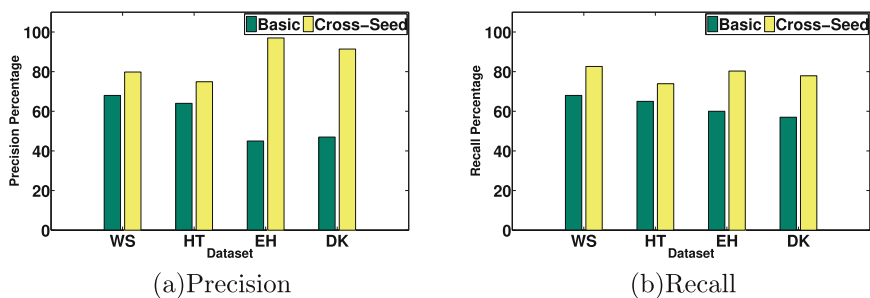 Basic Cross-Seed
Precision Percentage
100
80
60
40
20
0
WS HT EH DK
Dataset
(a)Precision
Basic Cross-Seed
Recall Percentage
100
80
60
40
20
0
WS HT EH DK
Dataset
(b)Recall